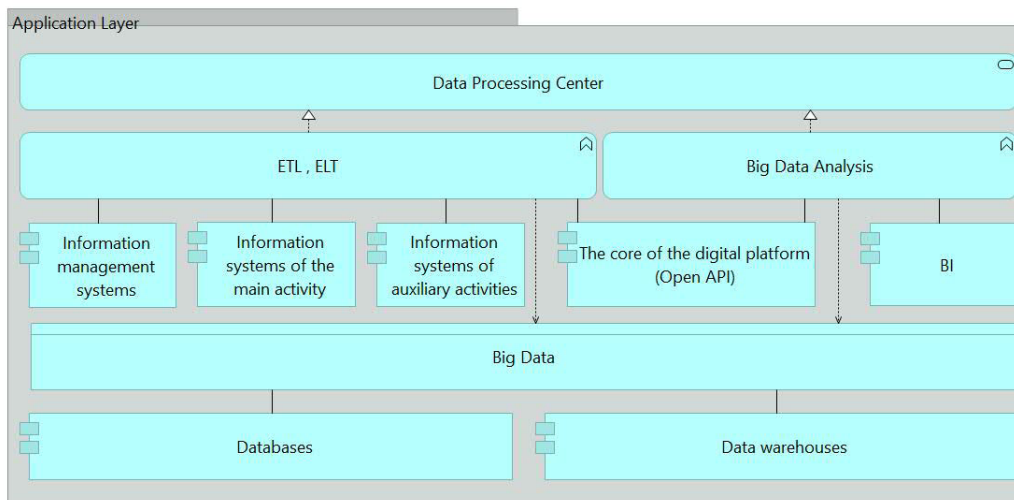 Application Layer
Data Processing Center
ETL , ELT
Big Data Analysis
Information
management
systems
Information
systems of the
main activity
Information
systems of
auxiliary activities
The core of the digital platform
(Open API)
BI
Big Data
Databases
Data warehouses